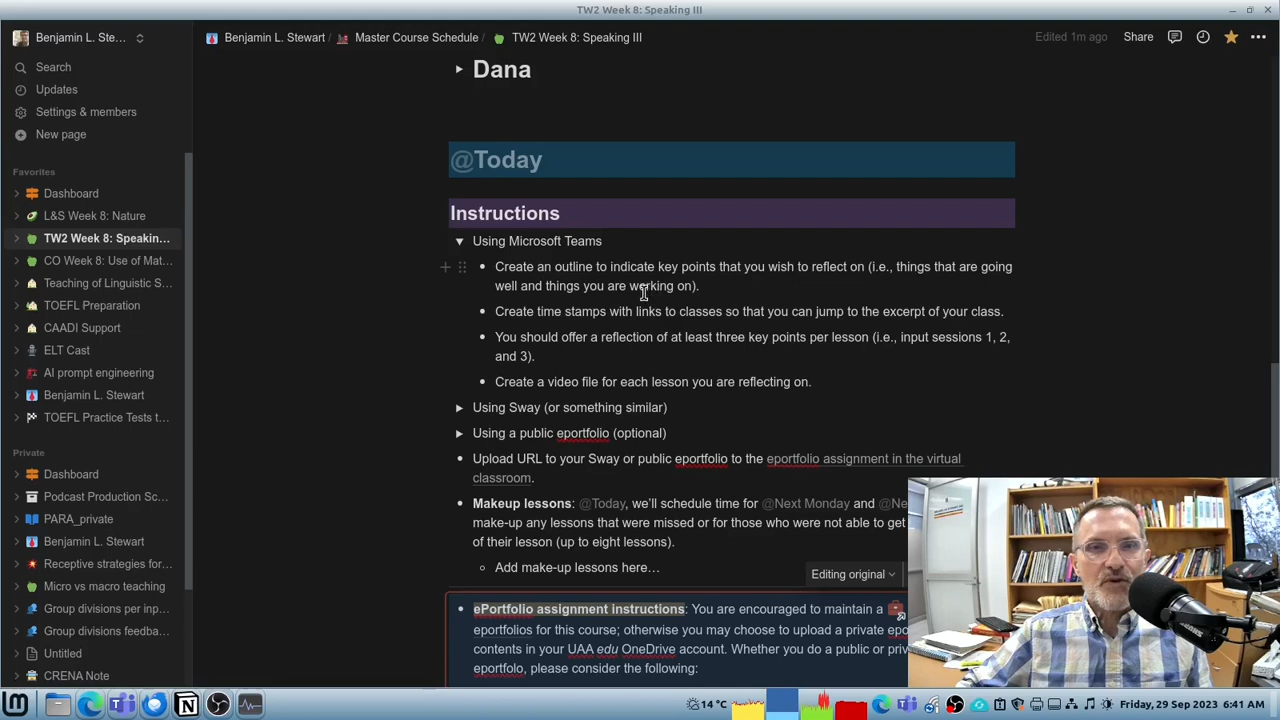 TW2 Week 8: Speaking III
Benjamin L. Ste...
Benjamin L. Stewart / Master Course Schedule / TW2 Week 8: Speaking III
Edited 1m ago
Share
Search
Updates
Settings & members
New page
Favorites
Dashboard
L&S Week 8: Nature
TW2 Week 8: Speakin...
CO Week 8: Use of Mat...
Teaching of Linguistic S...
TOEFL Preparation
CAADI Support
ELT Cast
AI prompt engineering
Benjamin L. Stewart
TOEFL Practice Tests t...
Private
Dashboard
Podcast Production Sc...
PARA_private
Benjamin L. Stewart
Receptive strategies for...
Micro vs macro teaching
Group divisions per inp...
Group divisions feedba...
Untitled
CRENA Note
Dana
@Today
Instructions
Using Microsoft Teams
Create an outline to indicate key points that you wish to reflect on (i.e., things that are going
well and things you are working on).
Create time stamps with links to classes so that you can jump to the excerpt of your class.
You should offer a reflection of at least three key points per lesson (i.e., input sessions 1, 2,
and 3).
Create a video file for each lesson you are reflecting on.
Using Sway (or something similar)
Using a public eportfolio (optional)
Upload URL to your Sway or public eportfolio to the eportfolio assignment in the virtual
classroom.
Makeup lessons: @Today, we'll schedule time for @Next Monday and @Ne
make-up any lessons that were missed or for those who were not able to get
of their lesson (up to eight lessons).
Add make-up lessons here...
Editing original
ePortfolio assignment instructions: You are encouraged to maintain a
eportfolios for this course; otherwise you may choose to upload a private epo
contents in your UAA edu OneDrive account. Whether you do a public or priv
eportfolo, please consider the following:
14 °C
Friday, 29 Sep 2023
6:41 AM